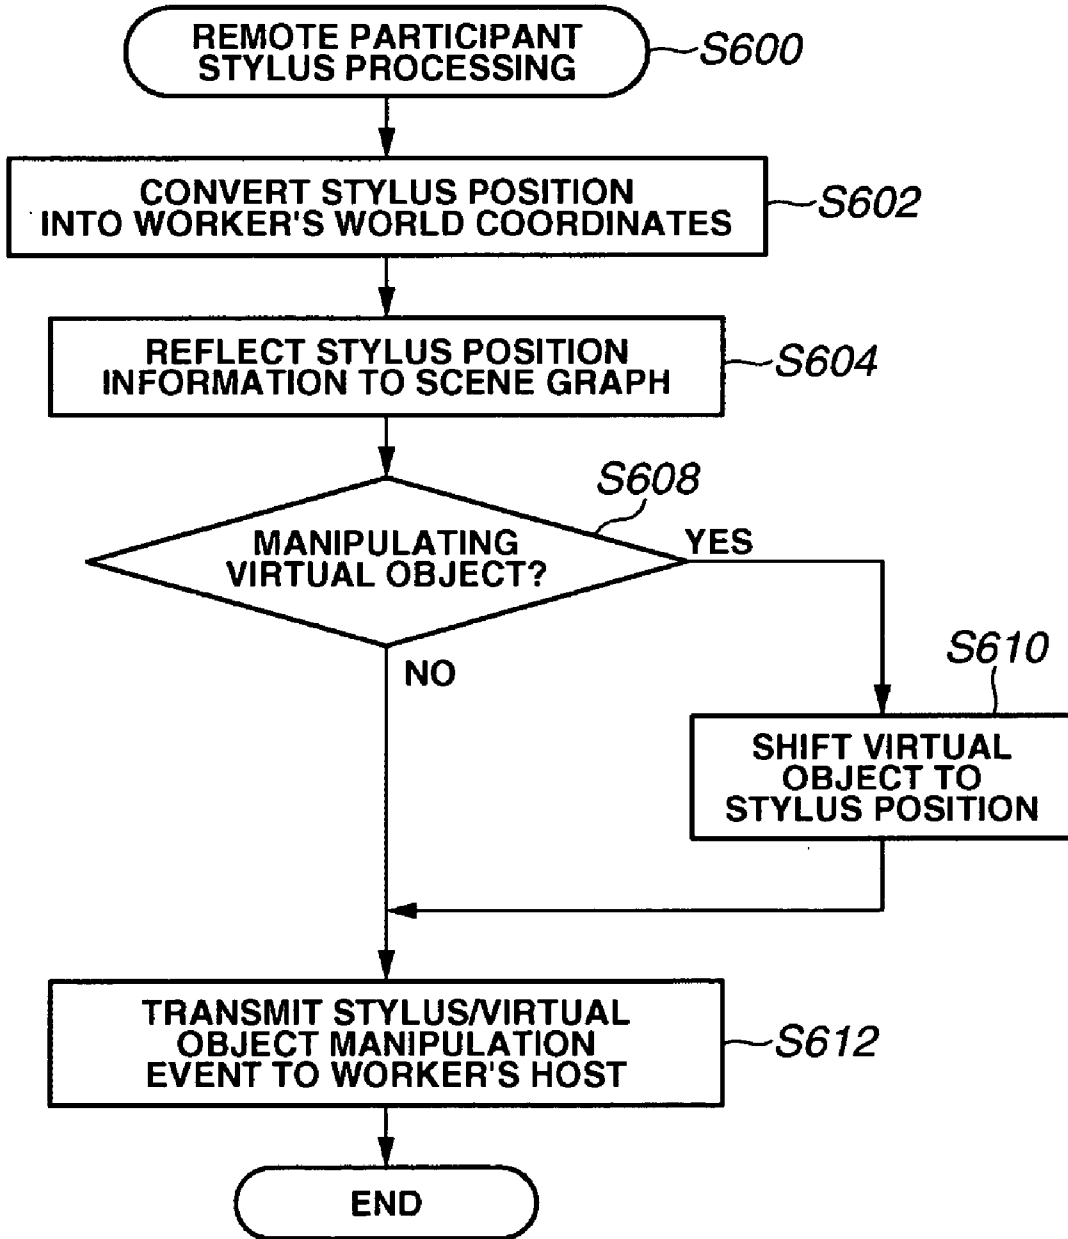 REMOTE PARTICIPANT
STYLUS PROCESSING
S600
CONVERT STYLUS POSITION
INTO WORKER'S WORLD COORDINATES
S602
REFLECT STYLUS POSITION
INFORMATION TO SCENE GRAPH
S604
S608
MANIPULATING
VIRTUAL OBJECT?
YES
NO
S610
SHIFT VIRTUAL
OBJECT TO
STYLUS POSITION
TRANSMIT STYLUS/VIRTUAL
OBJECT MANIPULATION
EVENT TO WORKER'S HOST
S612
END